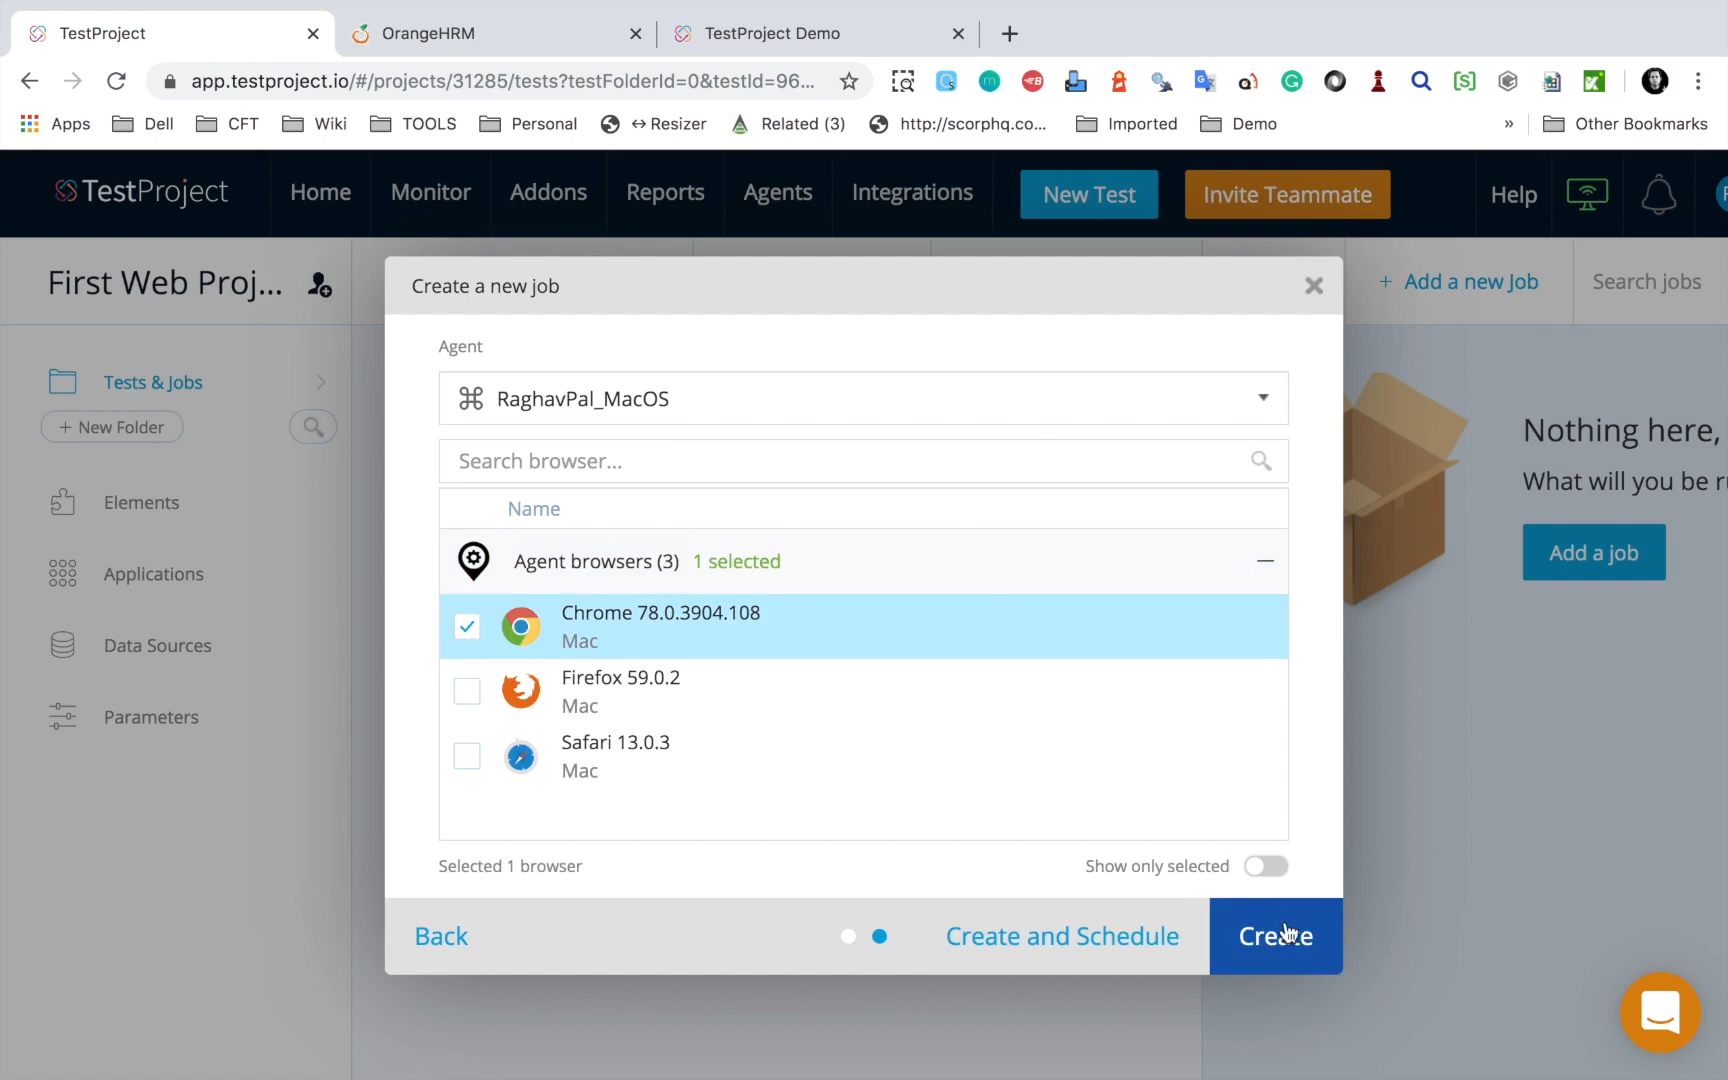 TestProject
OrangeHRM
TestProject Demo
app.testproject.io/#/projects/31285/tests?testFolderId=0&testId=96...
Apps
Dell
CFT
Wiki
TOOLS
Personal
↔Resizer
Related (3)
http://scorphq.co...
Imported
Demo
»
Other Bookmarks
TestProject
Home
Monitor
Addons
Reports
Agents
Integrations
New Test
Invite Teammate
Help
First Web Proj...
Create a new job
+ Add a new Job
Search jobs
Agent
RaghavPal_MacOS
Tests & Jobs
+ New Folder
Search browser...
Name
Elements
Agent browsers (3) 1 selected
Applications
Chrome 78.0.3904.108
Mac
Data Sources
Firefox 59.0.2
Mac
Parameters
Safari 13.0.3
Mac
Nothing here,
What will you be
Add a job
Selected 1 browser
Show only selected
Back
Create and Schedule
Create